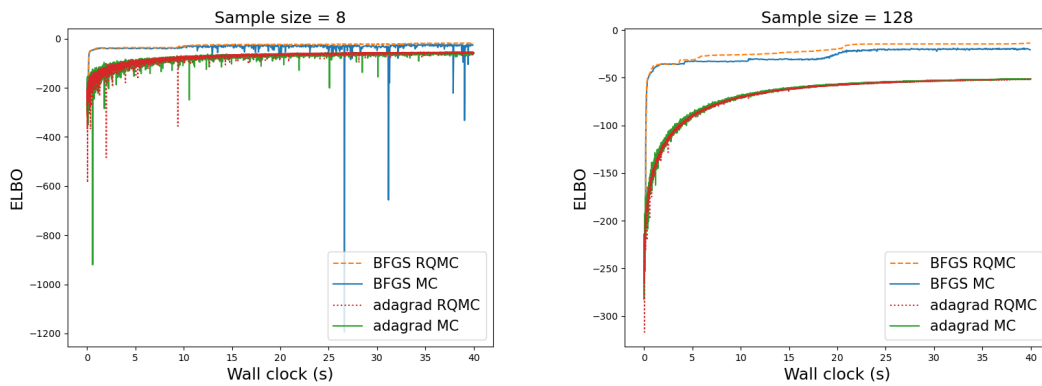 Sample size = 8
0
−200
−400
−600
−800
−1000
−1200
ELBO
BFGS RQMC
BFGS MC
adagrad RQMC
adagrad MC
0 5 10 15 20 25 30 35 40
Wall clock (s)
Sample size = 128
0
−50
−100
−150
−200
−250
−300
ELBO
BFGS RQMC
BFGS MC
adagrad RQMC
adagrad MC
0 5 10 15 20 25 30 35 40
Wall clock (s)